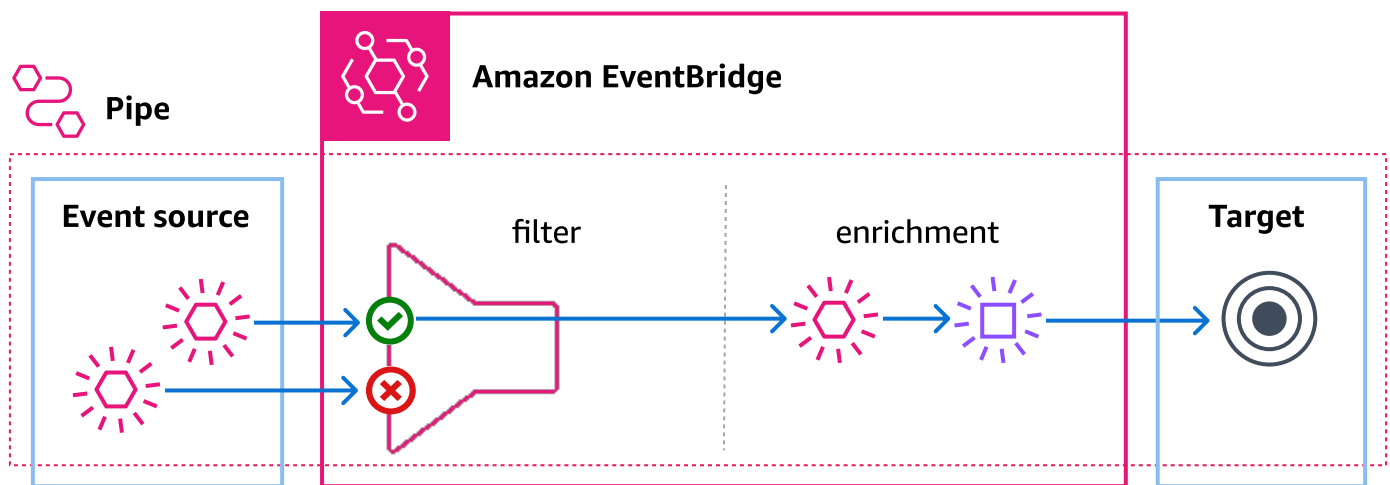 Amazon EventBridge
Pipe
Event source
filter
enrichment
Target